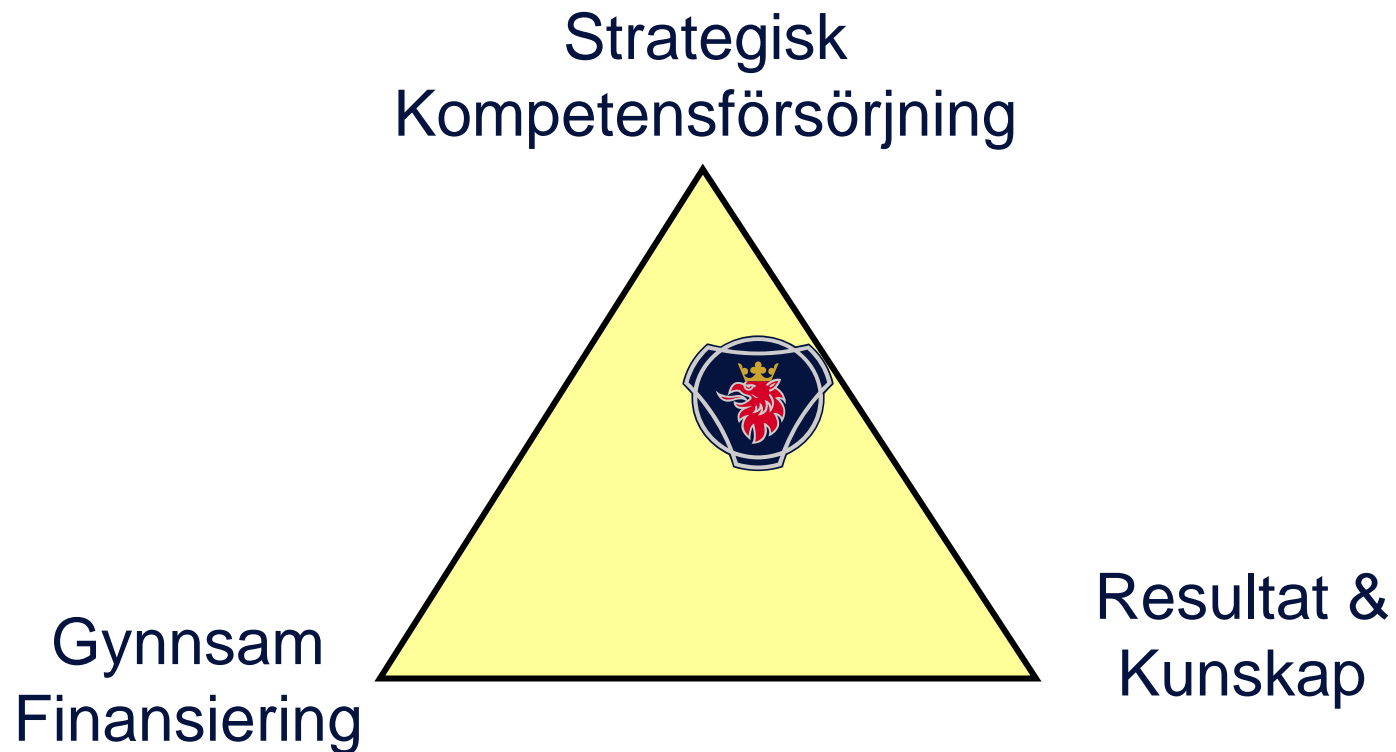 Strategisk
Kompetensförsörjning
Gynnsam
Finansiering
Resultat &
Kunskap